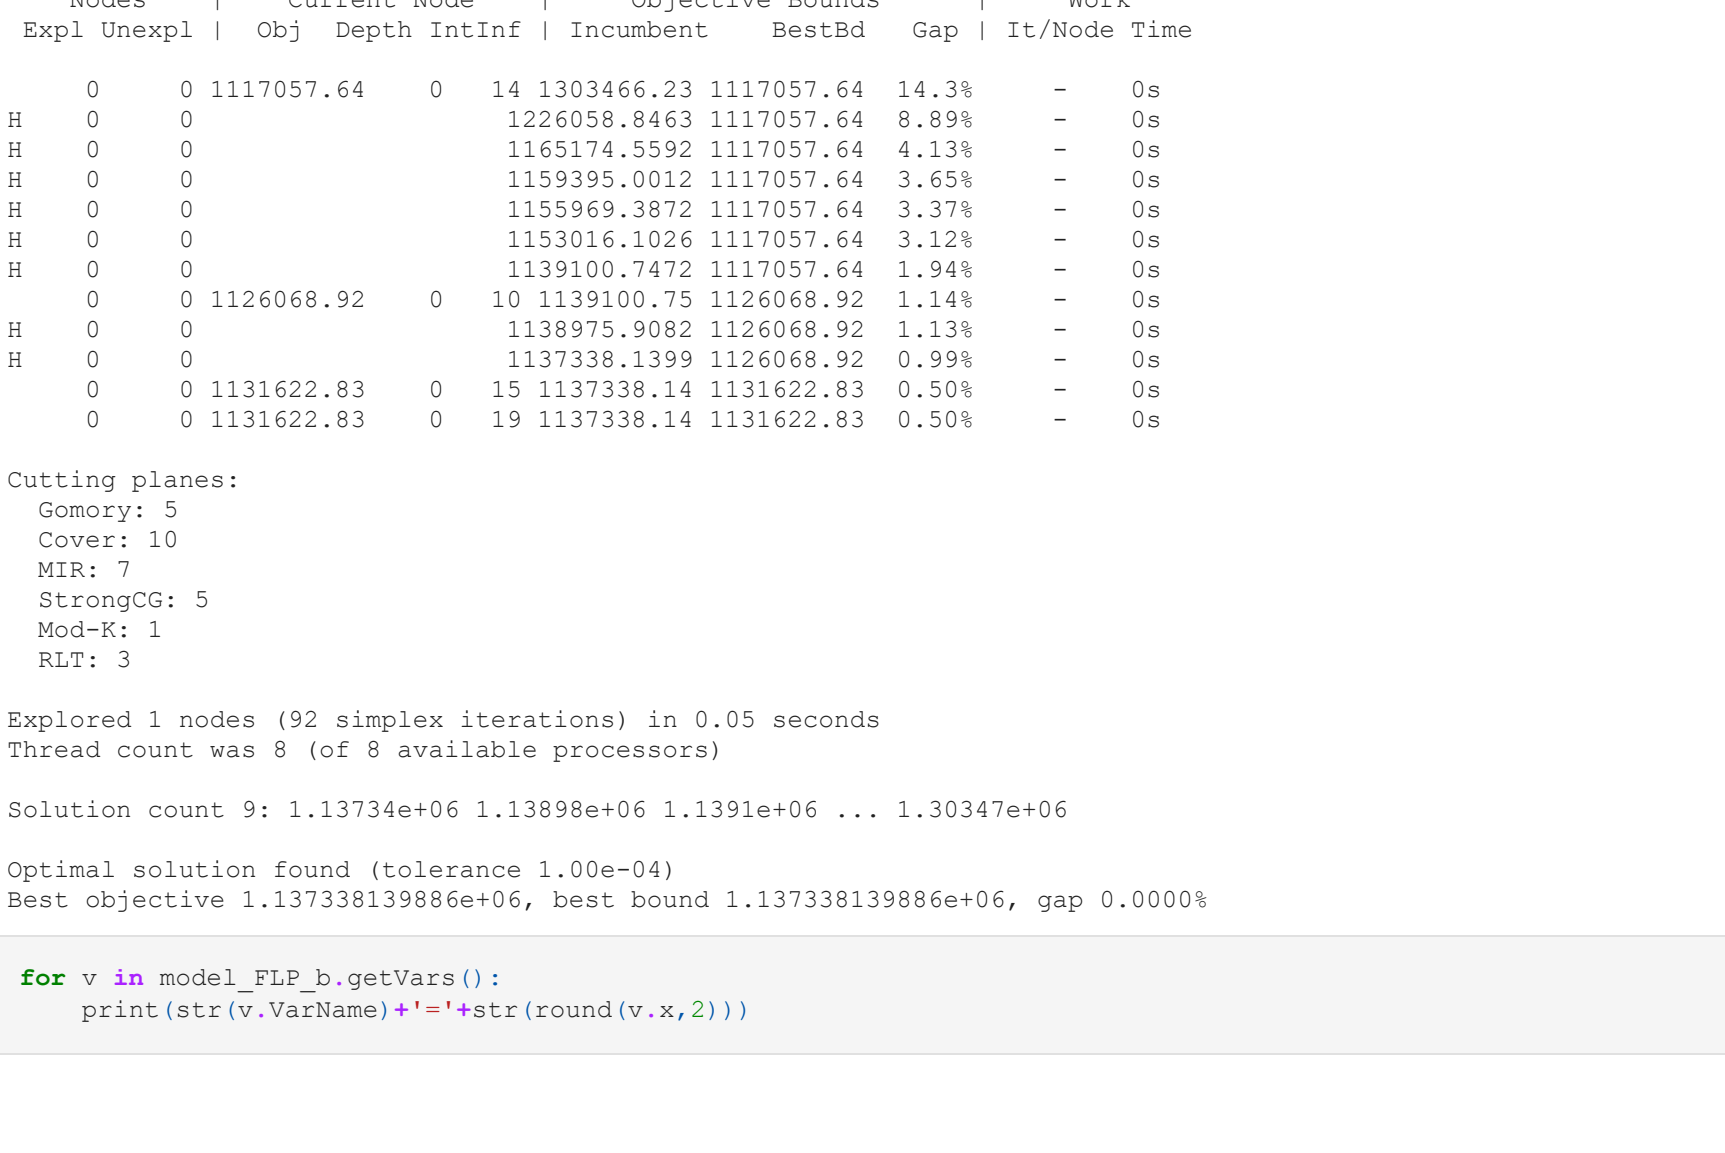 Nodes | Current Node | Objective Bounds | Work
Expl Unexpl | Obj Depth IntInf | Incumbent BestBd Gap | It/Node Time
0 0 1117057.64 0 14 1303466.23 1117057.64 14.3% - 0s
H 0 0 1226058.8463 1117057.64 8.89% - 0s
H 0 0 1165174.5592 1117057.64 4.13% - 0s
H 0 0 1159395.0012 1117057.64 3.65% - 0s
H 0 0 1155969.3872 1117057.64 3.37% - 0s
H 0 0 1153016.1026 1117057.64 3.12% - 0s
H 0 0 1139100.7472 1117057.64 1.94% - 0s
0 0 1126068.92 0 10 1139100.75 1126068.92 1.14% - 0s
H 0 0 1138975.9082 1126068.92 1.13% - 0s
H 0 0 1137338.1399 1126068.92 0.99% - 0s
0 0 1131622.83 0 15 1137338.14 1131622.83 0.50% - 0s
0 0 1131622.83 0 19 1137338.14 1131622.83 0.50% - 0s
Cutting planes:
Gomory: 5
Cover: 10
MIR: 7
StrongCG: 5
Mod-K: 1
RLT: 3
Explored 1 nodes (92 simplex iterations) in 0.05 seconds
Thread count was 8 (of 8 available processors)
Solution count 9: 1.13734e+06 1.13898e+06 1.1391e+06 ... 1.30347e+06
Optimal solution found (tolerance 1.00e-04)
Best objective 1.137338139886e+06, best bound 1.137338139886e+06, gap 0.0000%
for v in model_FLP_b.getVars():
print(str(v.VarName)+'='+str(round(v.x,2)))